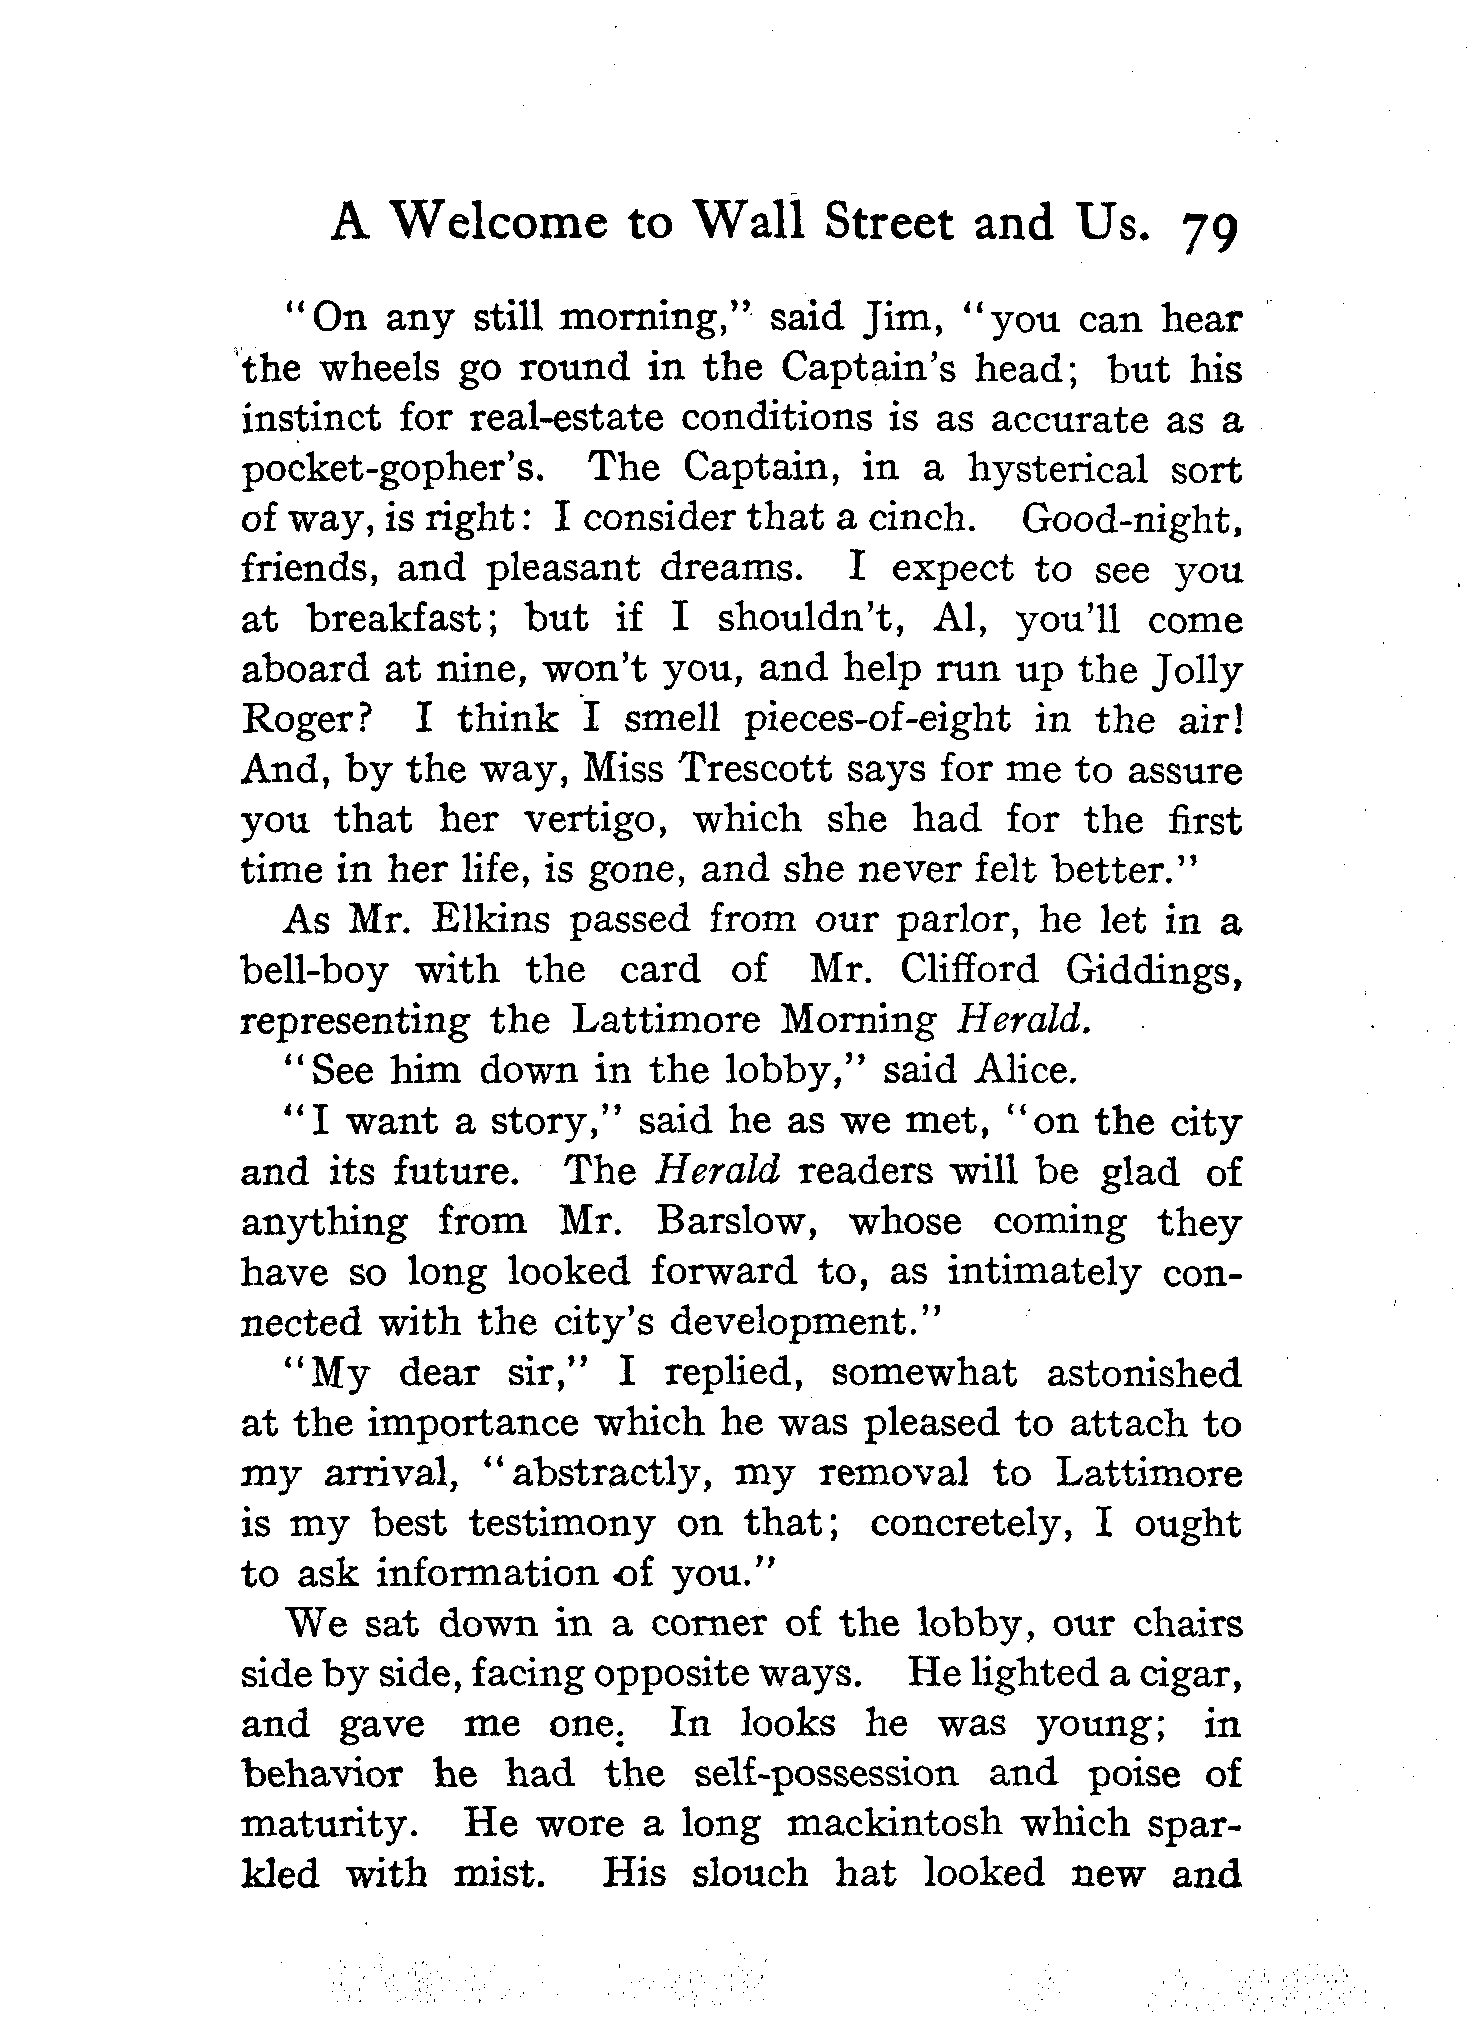 A Welcome to Wall Street and Us. 79
"On any still morning," said Jim, "you can hear
the wheels go round in the Captain's head; but his
instinct for real-estate conditions is as accurate as a
pocket-gopher's. The Captain, in a hysterical sort
of way, is right: I consider that a cinch. Good-night,
friends, and pleasant dreams. I expect to see you
at breakfast; but if I shouldn't, Al, you'll come
aboard at nine, won't you, and help run up the Jolly
Roger? I think I smell pieces-of-eight in the air!
And, by the way, Miss Trescott says for me to assure
you that her vertigo, which she had for the first
time in her life, is gone, and she never felt better."
As Mr. Elkins passed from our parlor, he let in a
bell-boy with the card of Mr. Clifford Giddings,
representing the Lattimore Morning Herald.
"See him down in the lobby," said Alice.
"I want a story," said he as we met, "on the city
and its future. The Herald readers will be glad of
anything from Mr. Barslow, whose coming they
have so long looked forward to, as intimately con-
nected with the city's development."
"My dear sir," I replied, somewhat astonished
at the importance which he was pleased to attach to
my arrival, "abstractly, my removal to Lattimore
is my best testimony on that; concretely, I ought
to ask information of you."
We sat down in a corner of the lobby, our chairs
side by side, facing opposite ways. He lighted a cigar,
and gave me one. In looks he was young; in
behavior he had the self-possession and poise of
maturity. He wore a long mackintosh which spar-
kled with mist. His slouch hat looked new and